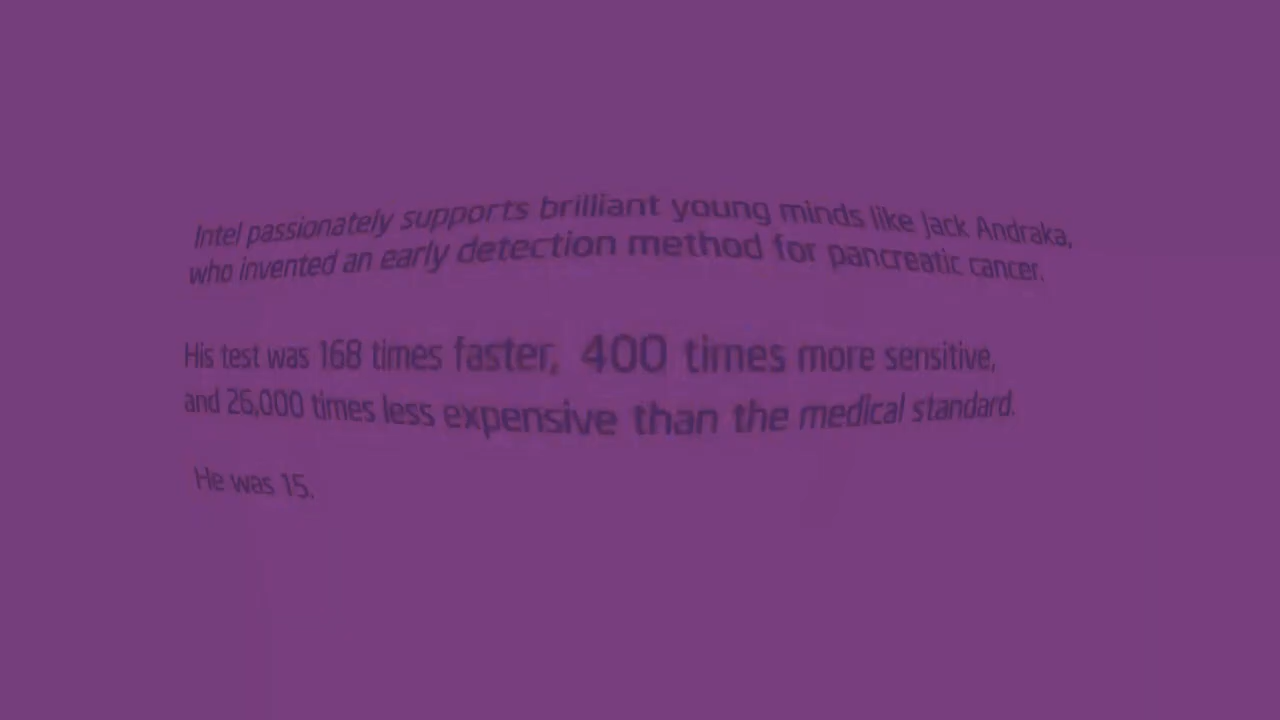 Intel passionately supports brilliant young minds like Jack Andraka,
who invented an early detection method for pancreatic cancer.
His test was 168 times faster, 400 times more sensitive,
and 26,000 times less expensive than the medical standard.
He was 15.